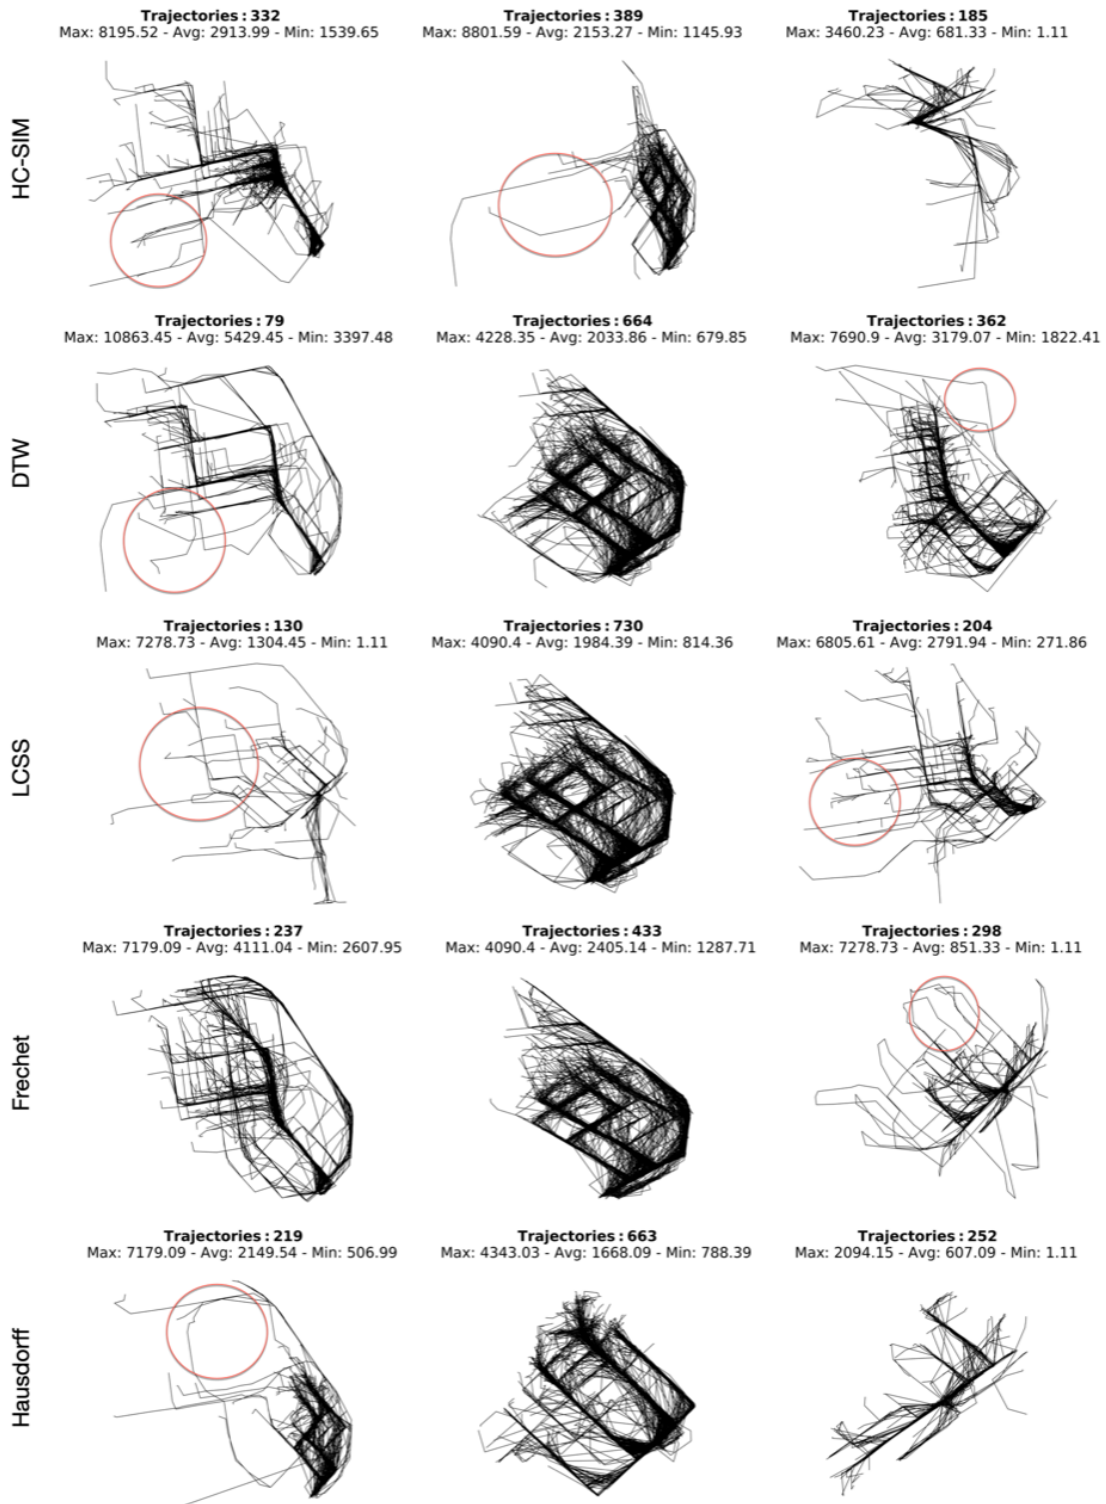 Trajectories: 332
Max: 8195.52 - Avg: 2913.99 - Min: 1539.65
Trajectories: 389
Max: 8801.59 - Avg: 2153.27 - Min: 1145.93
Trajectories: 185
Max: 3460.23 - Avg: 681.33 - Min: 1.11
HC-SIM
Trajectories: 79
Max: 10863.45 - Avg: 5429.45 - Min: 3397.48
Trajectories: 664
Max: 4228.35 - Avg: 2033.86 - Min: 679.85
Trajectories: 362
Max: 7690.9 - Avg: 3179.07 - Min: 1822.41
DTW
Trajectories: 130
Max: 7278.73 - Avg: 1304.45 - Min: 1.11
Trajectories: 730
Max: 4090.4 - Avg: 1984.39 - Min: 814.36
Trajectories: 204
Max: 6805.61 - Avg: 2791.94 - Min: 271.86
LCSS
Trajectories: 237
Max: 7179.09 - Avg: 4111.04 - Min: 2607.95
Trajectories: 433
Max: 4090.4 - Avg: 2405.14 - Min: 1287.71
Trajectories: 298
Max: 7278.73 - Avg: 851.33 - Min: 1.11
Frechet
Trajectories: 219
Max: 7179.09 - Avg: 2149.54 - Min: 506.99
Trajectories: 663
Max: 4343.03 - Avg: 1668.09 - Min: 788.39
Trajectories: 252
Max: 2094.15 - Avg: 607.09 - Min: 1.11
Hausdorff